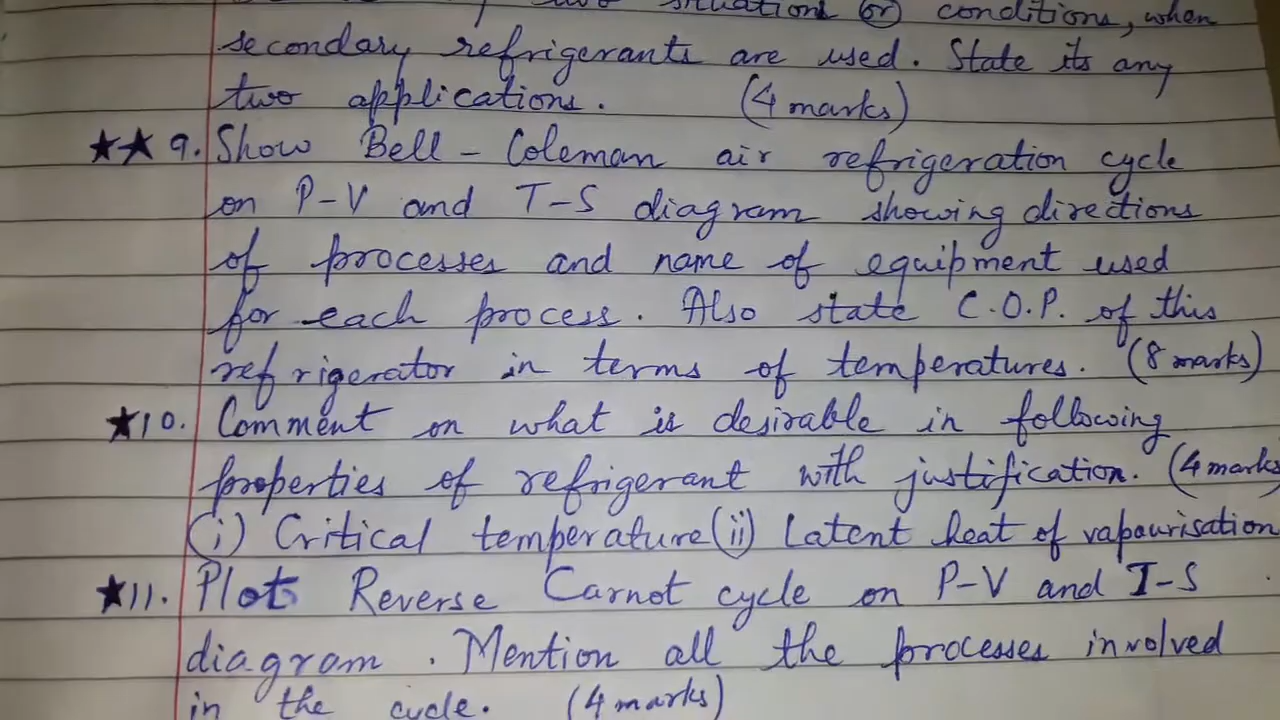 two situations or conditions, when
secondary refrigerants are used. State its any
two applications. (4 marks)
★★ 9. Show Bell - Coleman air refrigeration cycle
on P-V and T-S diagram showing directions
of processes and name of equipment used
for each process. Also state C.O.P. of this
refrigerator in terms of temperatures. (8 marks)
★10. Comment on what is desirable in following
properties of refrigerant with justification. (4 marks
(i) Critical temperature (ii) Latent heat of vapourisation
★11. Plot Reverse Carnot cycle on P-V and T-S
diagram. Mention all the processes involved
in the cycle. (4 marks)